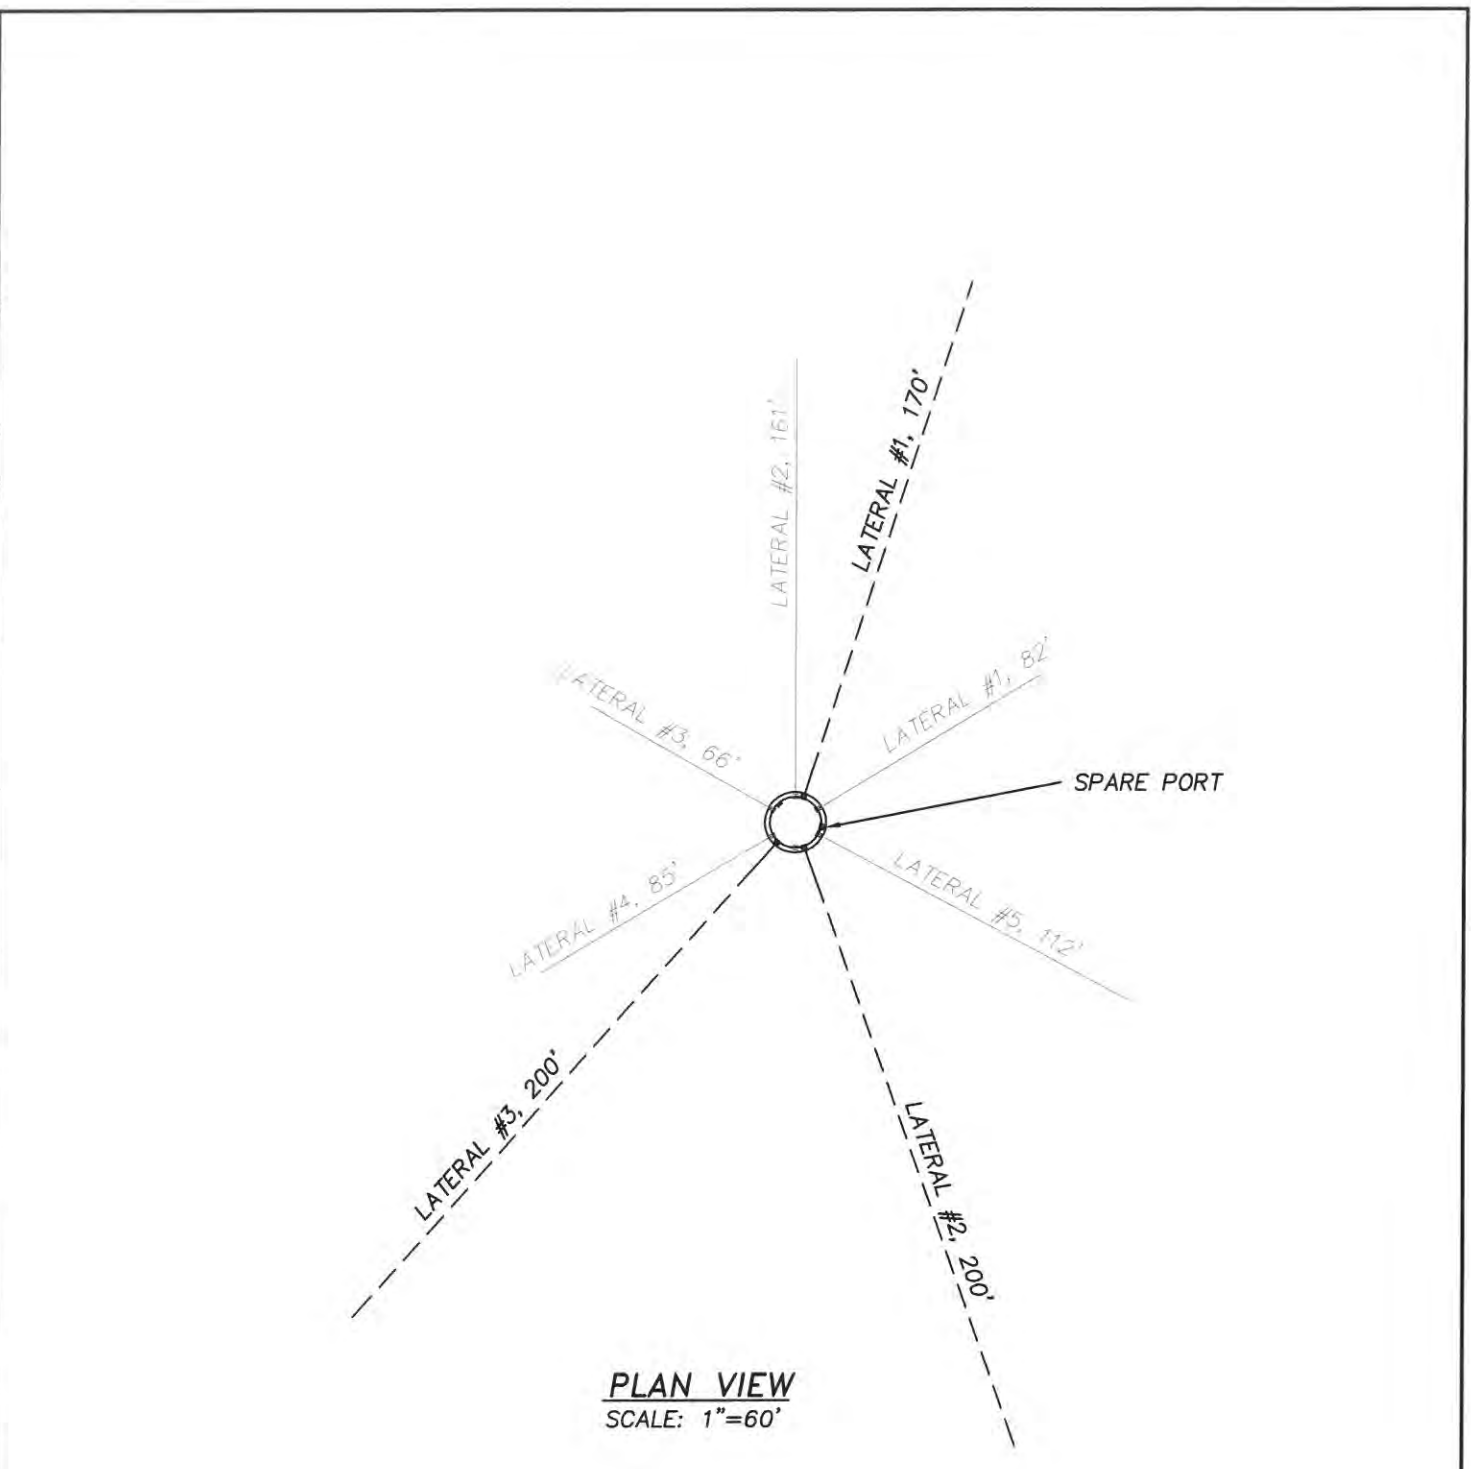 LATERAL #1, 170'
LATERAL #2, 161'
LATERAL #1, 82'
LATERAL #3, 66'
SPARE PORT
LATERAL #4, 85'
LATERAL #5, 112'
LATERAL #3, 200'
LATERAL #2, 200'
PLAN VIEW
SCALE: 1"=60'